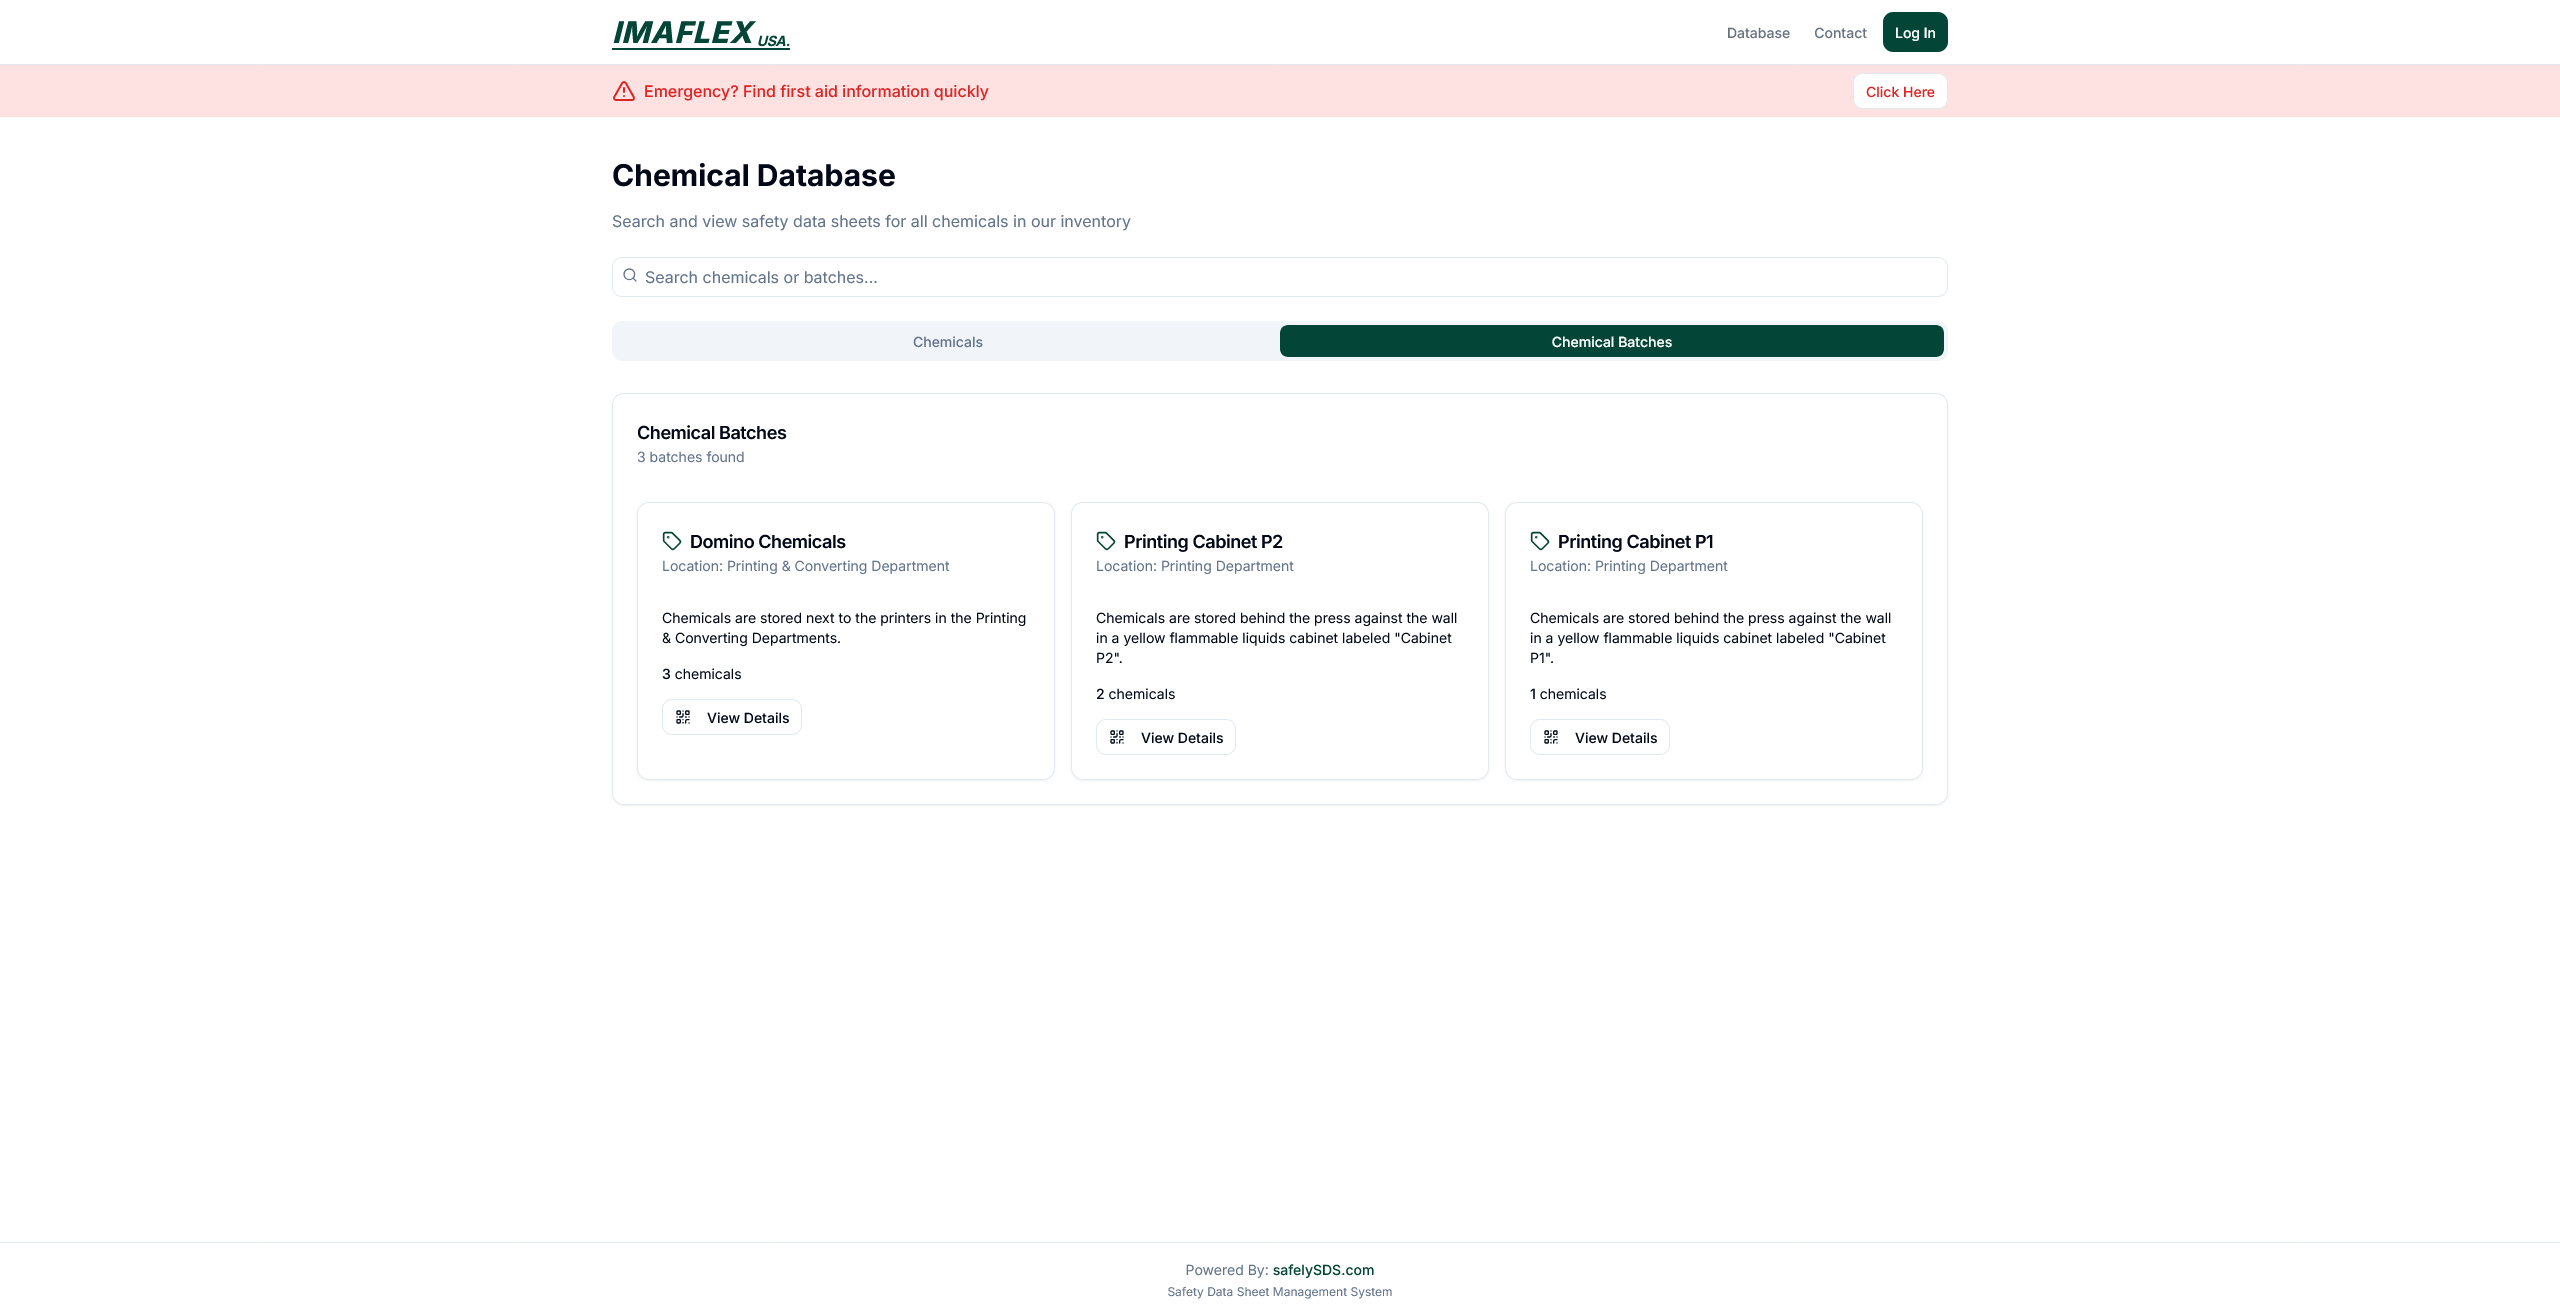 IMAFLEX USA.
Database
Contact
Log In
Emergency? Find first aid information quickly
Click Here
Chemical Database
Search and view safety data sheets for all chemicals in our inventory
Search chemicals or batches...
Chemicals
Chemical Batches
Chemical Batches
3 batches found
Domino Chemicals
Location: Printing & Converting Department
Chemicals are stored next to the printers in the Printing
& Converting Departments.
3 chemicals
View Details
Printing Cabinet P2
Location: Printing Department
Chemicals are stored behind the press against the wall
in a yellow flammable liquids cabinet labeled "Cabinet
P2".
2 chemicals
View Details
Printing Cabinet P1
Location: Printing Department
Chemicals are stored behind the press against the wall
in a yellow flammable liquids cabinet labeled "Cabinet
P1".
1 chemicals
View Details
Powered By: safelySDS.com
Safety Data Sheet Management System